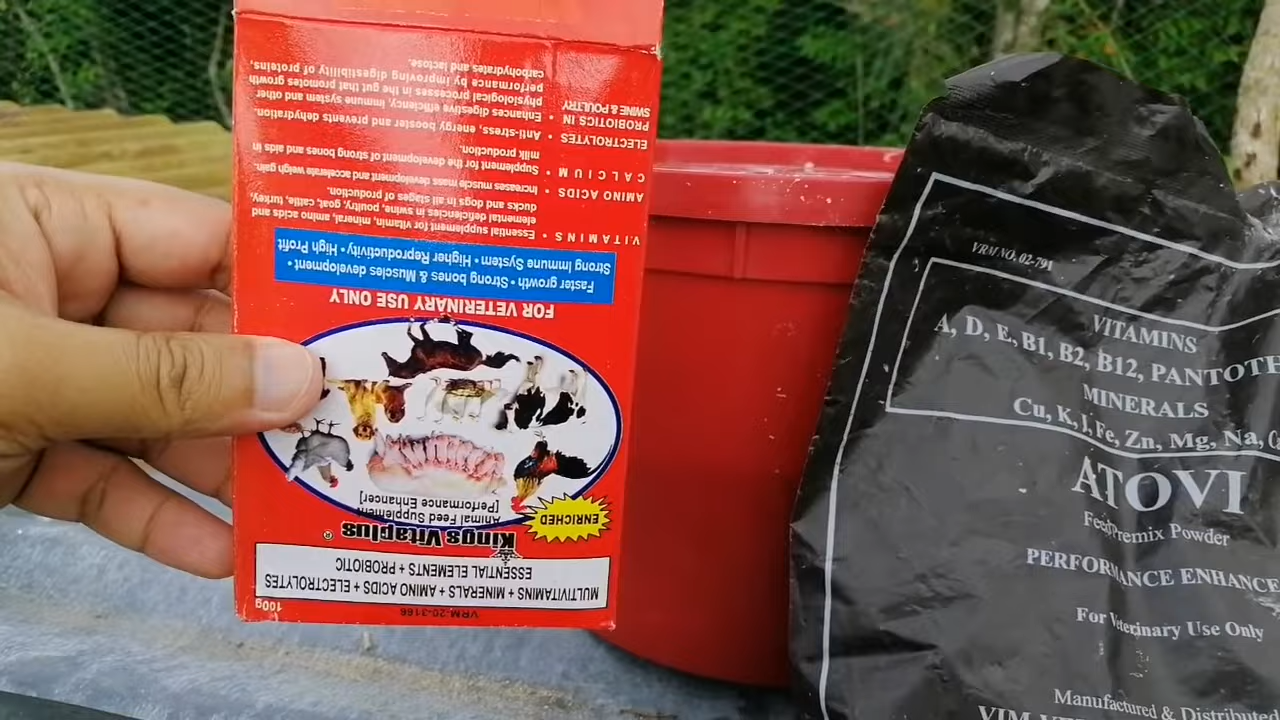 VRM-20-3166
100g
MULTIVITAMINS + MINERALS + AMINO ACIDS + ELECTROLYTES
ESSENTIAL ELEMENTS + PROBIOTIC
Kings Vitaplus ®
Animal Feed Supplement
[Performance Enhancer]
ENRICHED
FOR VETERINARY USE ONLY
Faster growth • Strong bones & Muscles development •
Strong Immune System • Higher Reproductivity • High Profit
VITAMINS • Essential supplement for vitamin, mineral, amino acids and
elemental deficiencies in swine, poultry, goat, cattle, turkey,
ducks and dogs in all stages of production.
AMINO ACIDS • Increases muscle mass development and accelerate weigh gain.
CALCIUM • Supplement for the development of strong bones and aids in
milk production.
ELECTROLYTES • Anti-stress, energy booster and prevents dehydration.
PROBIOTICS IN • Enhances digestive efficiency, immune system and other
SWINE & POULTRY physiological processes in the gut that promotes growth
performance by improving digestibility of proteins,
carbohydrates and lactose.
VRM NO. 02-791
VITAMINS
A, D, E, B1, B2, B12, PANTOTH
MINERALS
Cu, K, I, Fe, Zn, Mg, Na,
ATOVI
Feed Premix Powder
PERFORMANCE ENHANCE
For Veterinary Use Only
Manufactured & Distributed